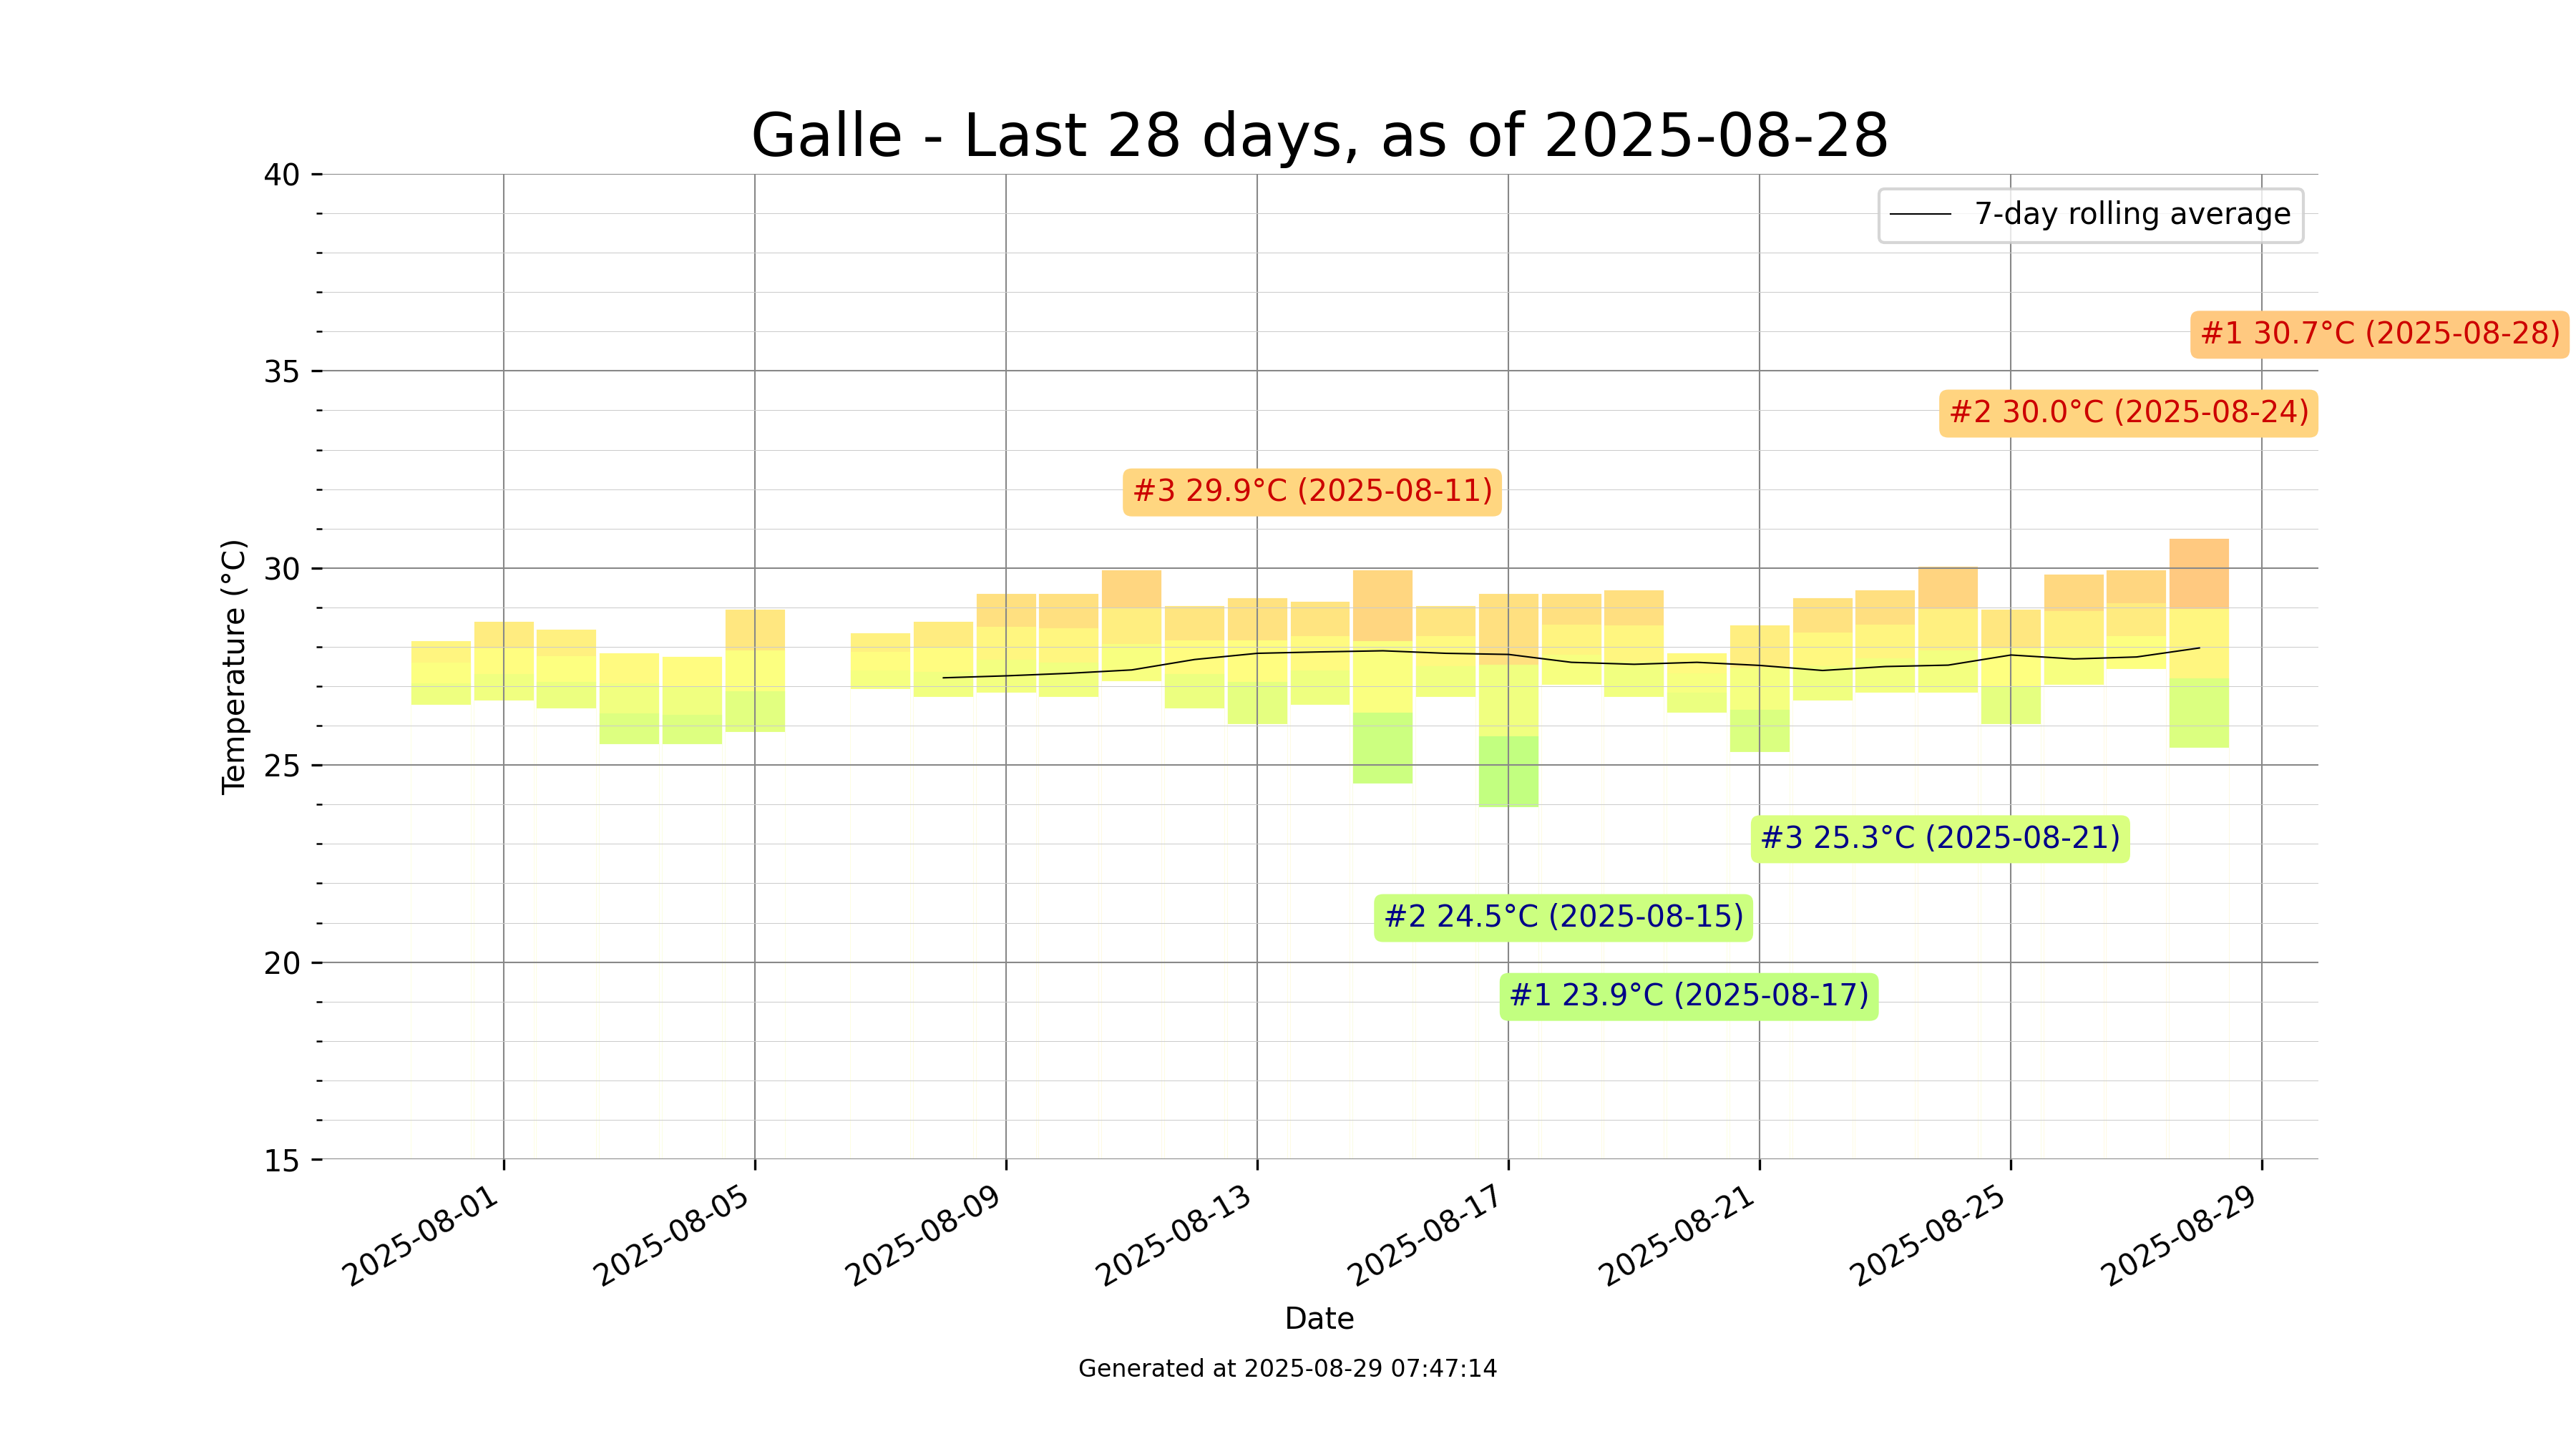 Galle - Last 28 days, as of 2025-08-28
40
7-day rolling average
#1 30.7°C (2025-08-28)
35
#2 30.0°C (2025-08-24)
#3 29.9°C (2025-08-11)
30
Temperature (°C)
25
#3 25.3°C (2025-08-21)
#2 24.5°C (2025-08-15)
20
#1 23.9°C (2025-08-17)
15
2025-08-01
2025-08-05
2025-08-09
2025-08-13
2025-08-17
2025-08-21
2025-08-25
2025-08-29
Date
Generated at 2025-08-29 07:47:14